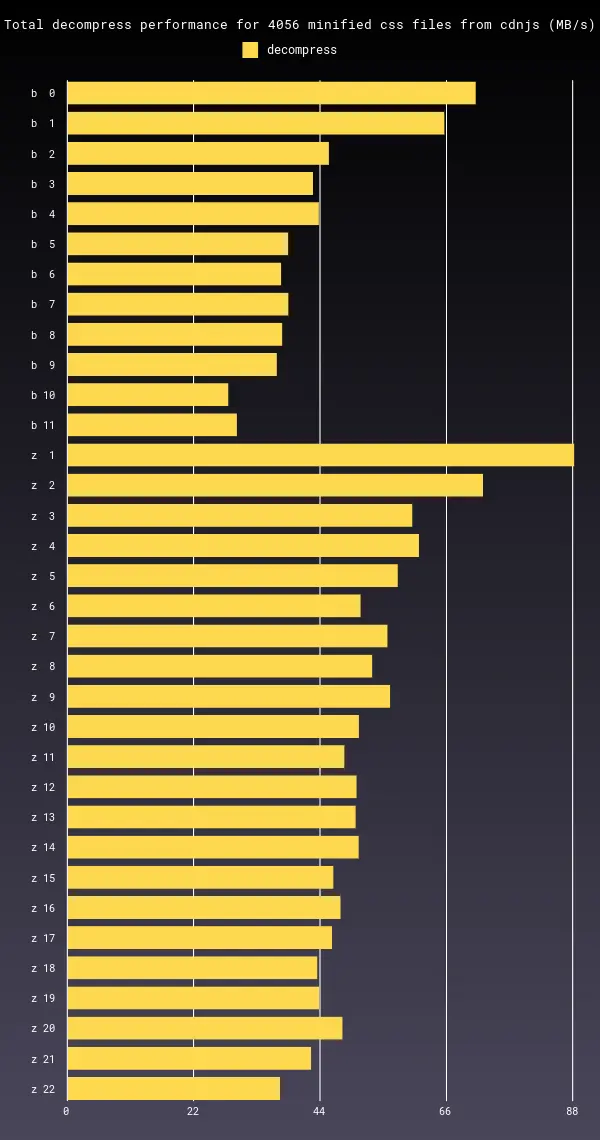 Total decompress performance for 4056 minified css files from cdnjs (MB/s)
decompress
b 0
b 1
b 2
b 3
b 4
b 5
b 6
b 7
b 8
b 9
b 10
b 11
z 1
z 2
z 3
z 4
z 5
z 6
z 7
z 8
z 9
z 10
z 11
z 12
z 13
z 14
z 15
z 16
z 17
z 18
z 19
z 20
z 21
z 22
0 22 44 66 88